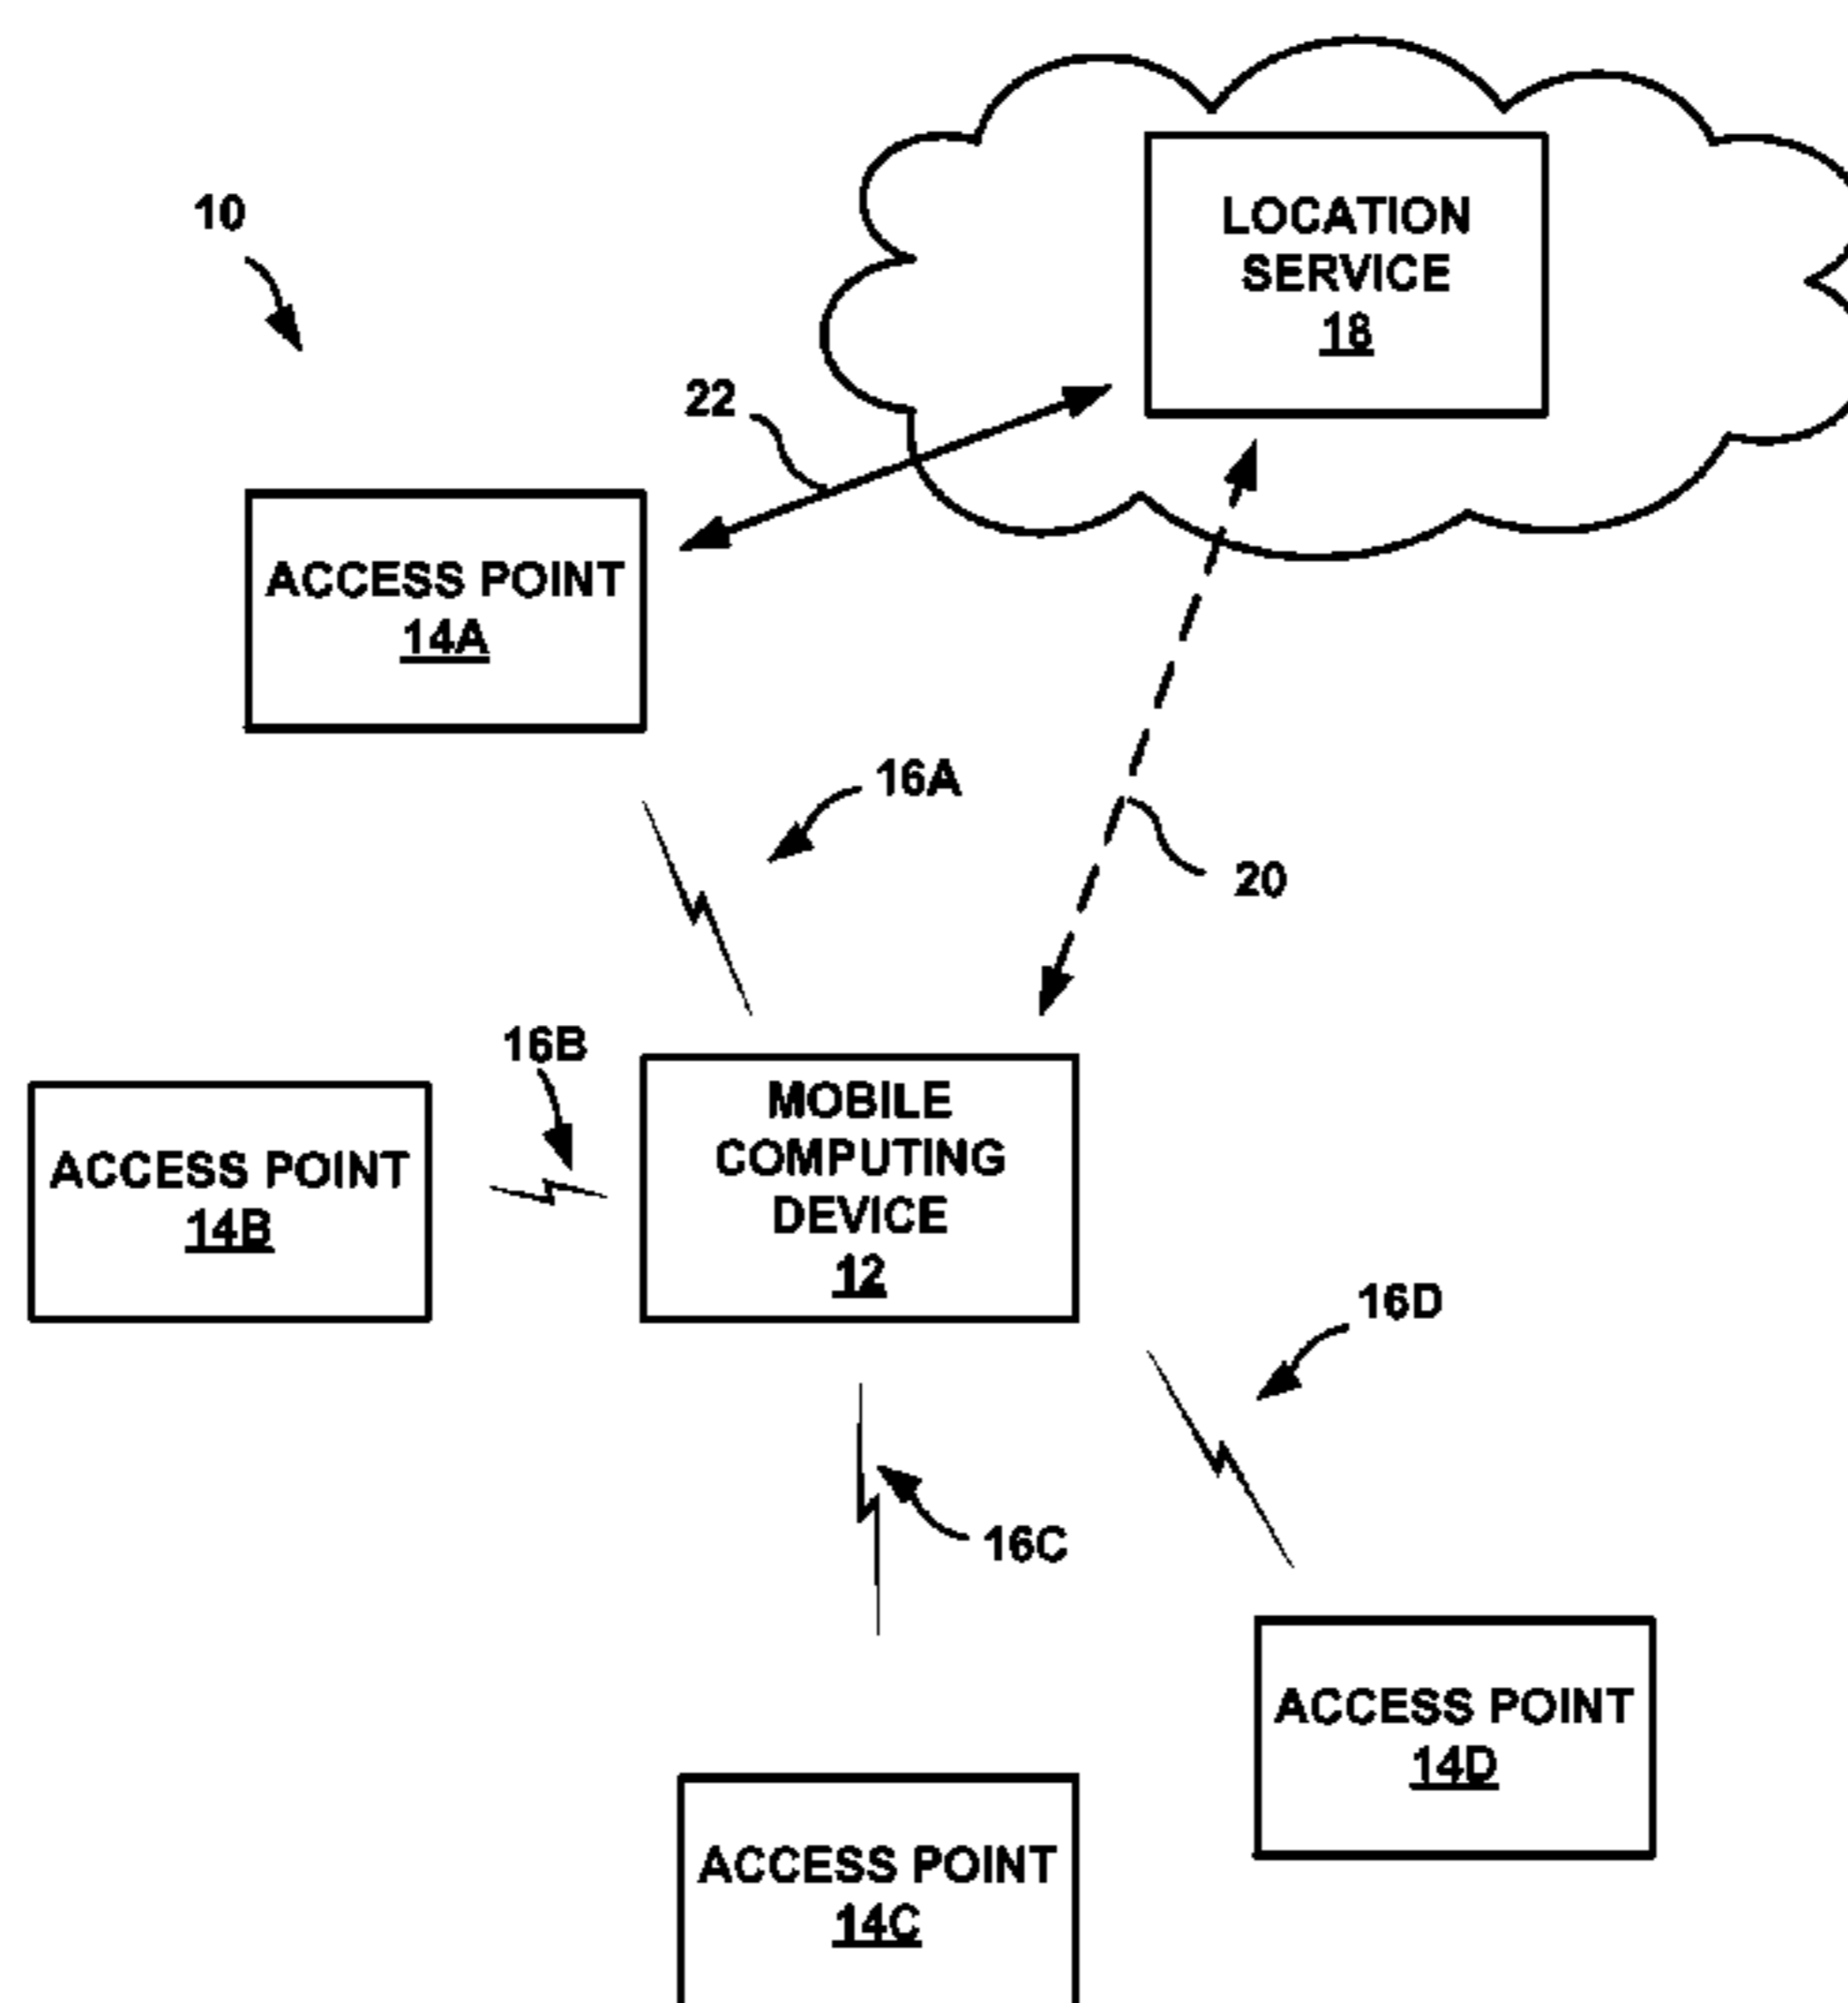 10
LOCATION
SERVICE
18
22
ACCESS POINT
14A
16A
20
16B
MOBILE
COMPUTING
DEVICE
12
ACCESS POINT
14B
16D
16C
ACCESS POINT
14D
ACCESS POINT
14C